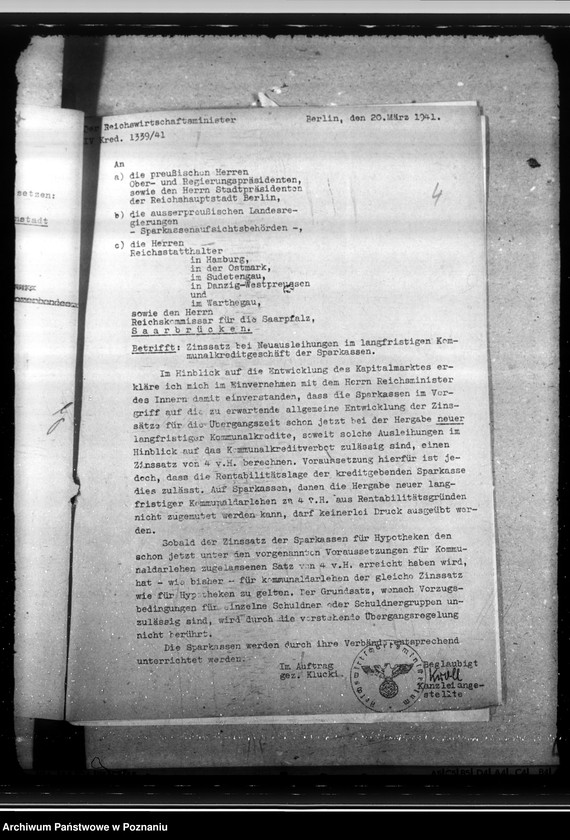 Der Reichswirtschaftsminister
IV Kred. 1339/41
Berlin, den 20.März 1941.
4
An
a) die preußischen Herren
Ober- und Regierungspräsidenten,
sowie den Herrn Stadtpräsidenten
der Reichshauptstadt Berlin,
b) die ausserpreußischen Landesre-
gierungen
- Sparkassenaufsichtsbehörden -,
c) die Herren
Reichsstatthalter
in Hamburg,
in der Ostmark,
im Sudetengau,
in Danzig-Westpreussen
und
im Warthegau,
sowie den Herrn
Reichskommissar für die Saarpfalz,
S a a r b r ü c k e n.
Betrifft: Zinssatz bei Neuausleihungen im langfristigen Kom-
munalkreditgeschäft der Sparkassen.
Im Hinblick auf die Entwicklung des Kapitalmarktes er-
kläre ich mich im Einvernehmen mit dem Herrn Reichsminister
des Innern damit einverstanden, dass die Sparkassen im Vor-
griff auf die zu erwartende allgemeine Entwicklung der Zins-
sätze für die Übergangszeit schon jetzt bei der Hergabe neuer
langfristiger Kommunalkredite, soweit solche Ausleihungen im
Hinblick auf das Kommunalkreditverbot zulässig sind, einen
Zinssatz von 4 v.H. berechnen. Voraussetzung hierfür ist je-
doch, dass die Rentabilitätslage der kreditgebenden Sparkasse
dies zulässt. Auf Sparkassen, denen die Hergabe neuer lang-
fristiger Kommunaldarlehen zu 4 v.H. aus Rentabilitätsgründen
nicht zugemutet werden kann, darf keinerlei Druck ausgeübt wer-
den.
Sobald der Zinssatz der Sparkassen für Hypotheken den
schon jetzt unter den vorgenannten Voraussetzungen für Kommu-
naldarlehen zugelassenen Satz von 4 v.H. erreicht haben wird,
hat - wie bisher - für kommunaldarlehen der gleiche Zinssatz
wie für Hypotheken zu gelten. Der Grundsatz, wonach Vorzugs-
bedingungen für einzelne Schuldner oder Schuldnergruppen un-
zulässig sind, wird durch die vorstehende Übergangsregelung
nicht berührt.
Die Sparkassen werden durch ihre Verbände entsprechend
unterrichtet werden.
Im Auftrag
gez. Klucki.
Reichswirtschaftsministerium
Beglaubigt
Kroll
Kanzleiange-
stellte
setzen:
nstadt
Archiwum Państwowe w Poznaniu